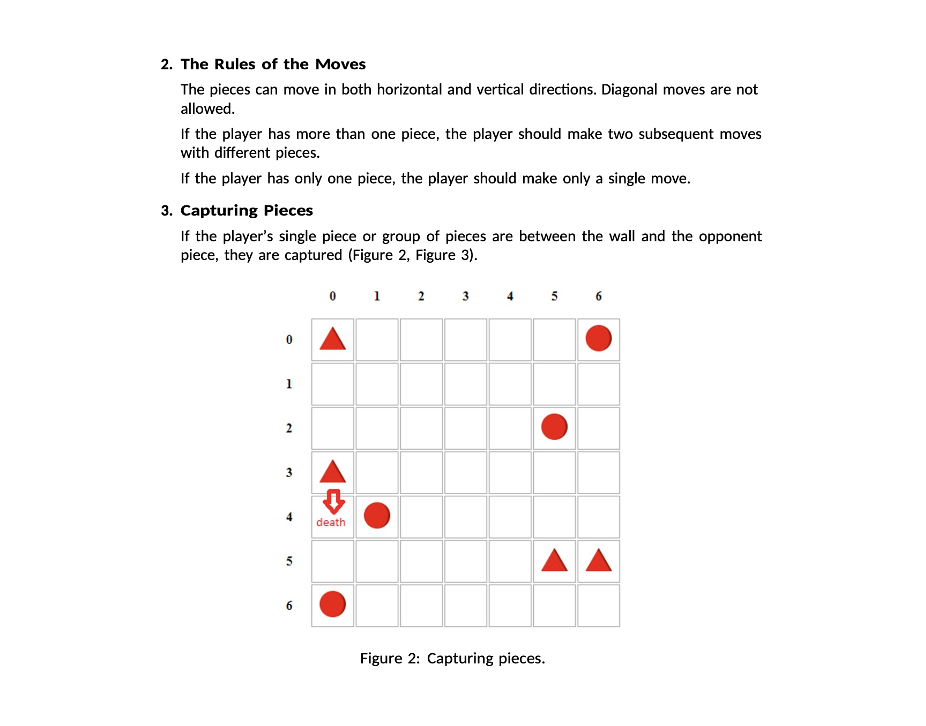 2. The Rules of the Moves
The pieces can move in both horizontal and vertical directions. Diagonal moves are not
allowed.
If the player has more than one piece, the player should make two subsequent moves
with different pieces.
If the player has only one piece, the player should make only a single move.
3. Capturing Pieces
If the player's single piece or group of pieces are between the wall and the opponent
piece, they are captured (Figure 2, Figure 3).
0 1 2 3 4 5 6
0
1
2
3
4
death
5
6
Figure 2: Capturing pieces.